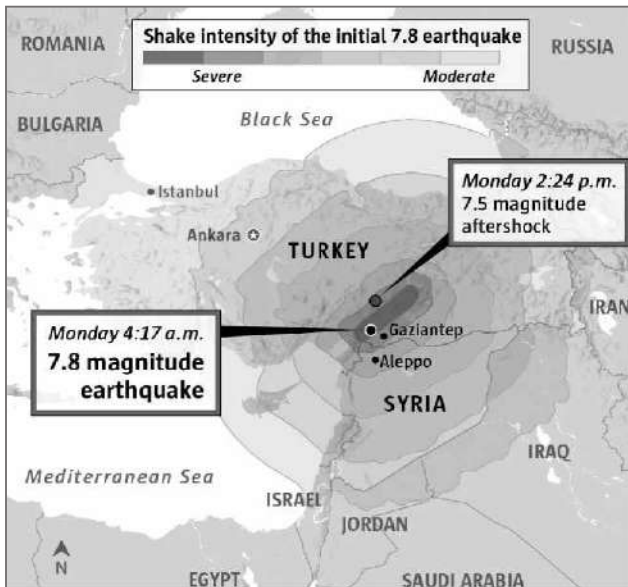 Shake intensity of the initial 7.8 earthquake
Severe
Moderate
ROMANIA
RUSSIA
BULGARIA
Black Sea
Istanbul
Ankara
TURKEY
Monday 2:24 p.m.
7.5 magnitude
aftershock
IRAN
Monday 4:17 a.m.
7.8 magnitude
earthquake
Gaziantep
Aleppo
SYRIA
IRAQ
Mediterranean Sea
ISRAEL
JORDAN
N
EGYPT
SAUDI ARABIA